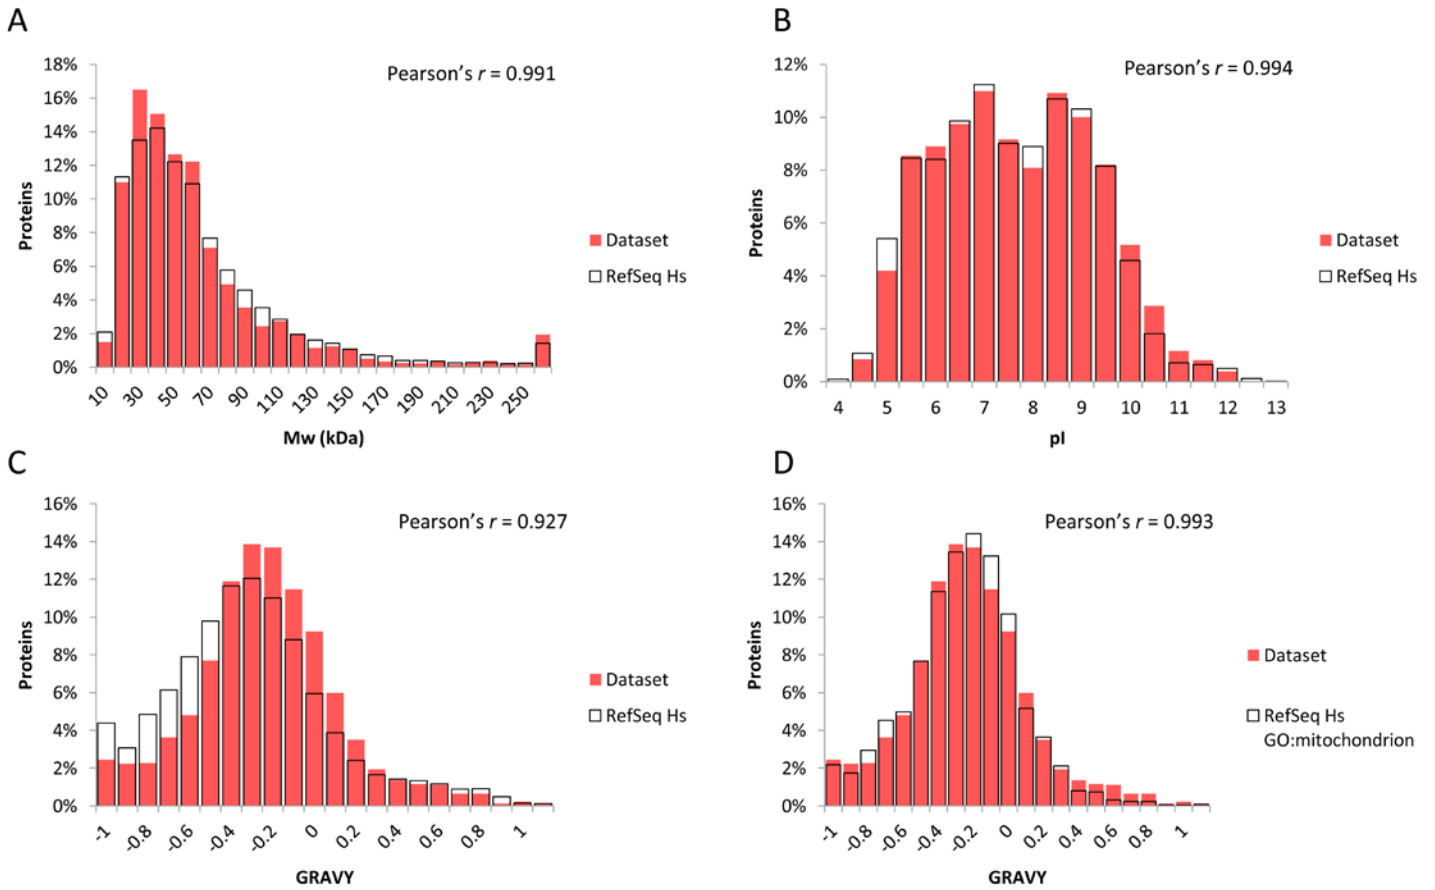 A
18%
16%
14%
12%
10%
8%
6%
4%
2%
0%
Proteins
Pearson's r = 0.991
Dataset
RefSeq Hs
10 30 50 70 90 110 130 150 170 190 210 230 250
Mw (kDa)
B
12%
10%
8%
6%
4%
2%
0%
Proteins
Pearson's r = 0.994
Dataset
RefSeq Hs
4 5 6 7 8 9 10 11 12 13
pI
C
16%
14%
12%
10%
8%
6%
4%
2%
0%
Proteins
Pearson's r = 0.927
Dataset
RefSeq Hs
-1 -0.8 -0.6 -0.4 -0.2 0 0.2 0.4 0.6 0.8 1
GRAVY
D
16%
14%
12%
10%
8%
6%
4%
2%
0%
Proteins
Pearson's r = 0.993
Dataset
RefSeq Hs
GO:mitochondrion
-1 -0.8 -0.6 -0.4 -0.2 0 0.2 0.4 0.6 0.8 1
GRAVY